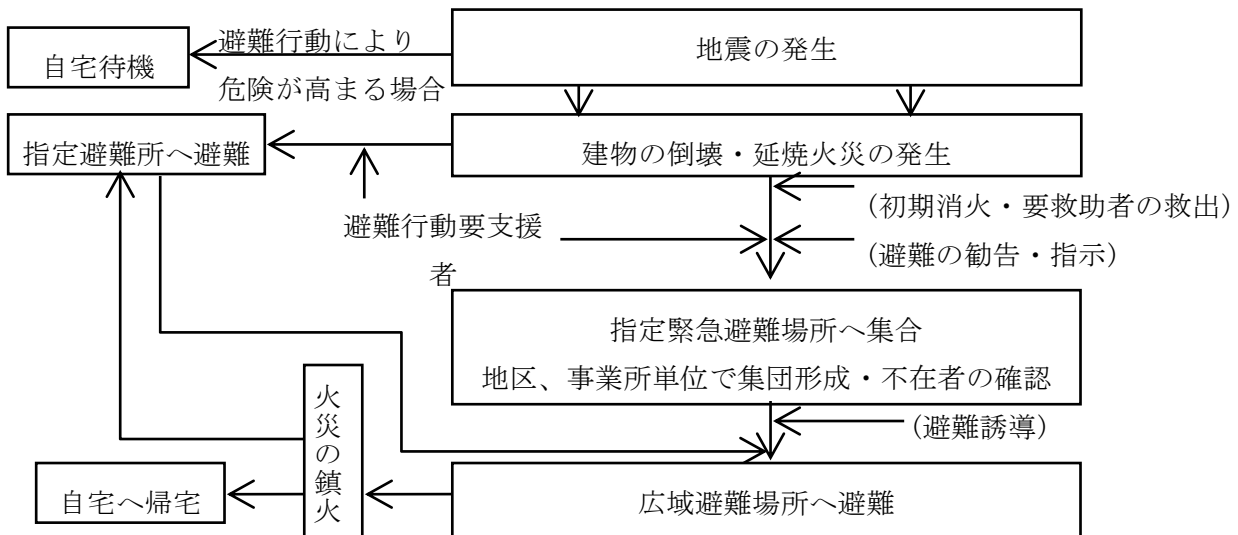 地震の発生
避難行動により
危険が高まる場合
自宅待機
建物の倒壊・延焼火災の発生
指定避難所へ避難
(初期消火・要救助者の救出)
避難行動要支援
者
(避難の勧告・指示)
指定緊急避難場所へ集合
地区、事業所単位で集団形成・不在者の確認
(避難誘導)
火災の鎮火
広域避難場所へ避難
自宅へ帰宅